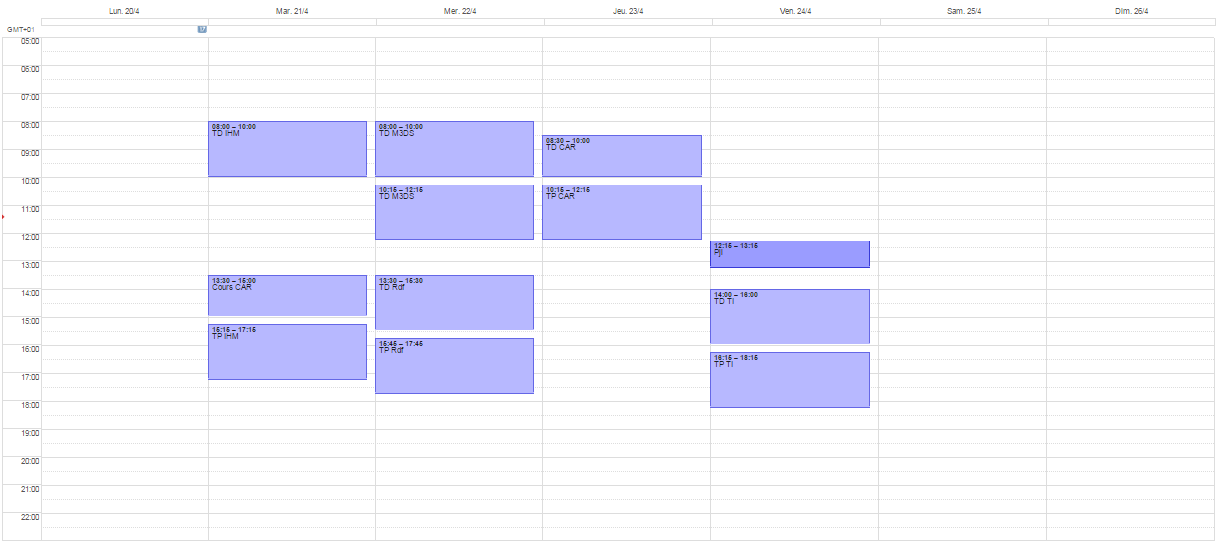 Lun. 20/4
Mar. 21/4
Mer. 22/4
Jeu. 23/4
Ven. 24/4
Sam. 25/4
Dim. 26/4
GMT+01
17
05:00
06:00
07:00
08:00
09:00
10:00
11:00
12:00
13:00
14:00
15:00
16:00
17:00
18:00
19:00
20:00
21:00
22:00
08:00 – 10:00
TD IHM
13:30 – 15:00
Cours CAR
15:15 – 17:15
TP IHM
08:00 – 10:00
TD M3DS
10:15 – 12:15
TD M3DS
13:30 – 15:30
TD Rdf
15:45 – 17:45
TP Rdf
08:30 – 10:00
TD CAR
10:15 – 12:15
TP CAR
12:15 – 13:15
PJI
14:00 – 16:00
TD TI
16:15 – 18:15
TP TI